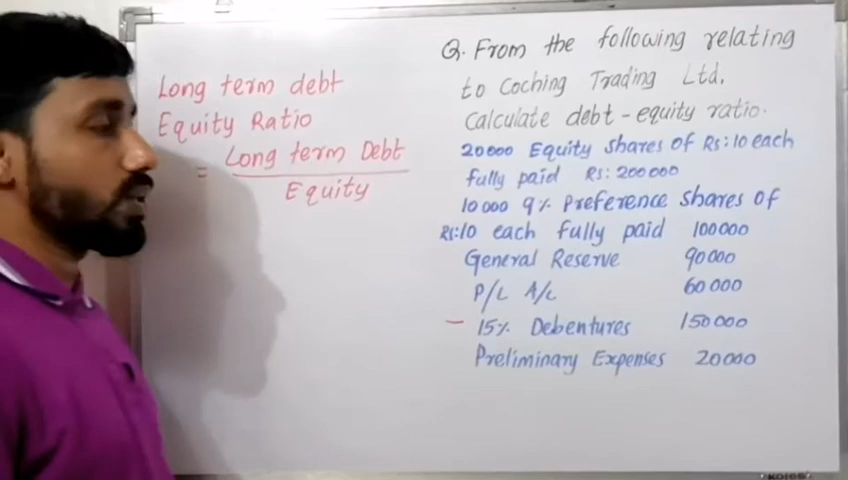 Long term debt
Equity Ratio
= Long term Debt
Equity
Q. From the following relating
to Coching Trading Ltd.
Calculate debt-equity ratio.
20000 Equity shares of Rs:10 each
fully paid Rs: 200000
10000 9% Preference shares of
Rs:10 each fully paid 100000
General Reserve 90000
P/L A/c 60000
- 15% Debentures 150000
Preliminary Expenses 20000
KORES